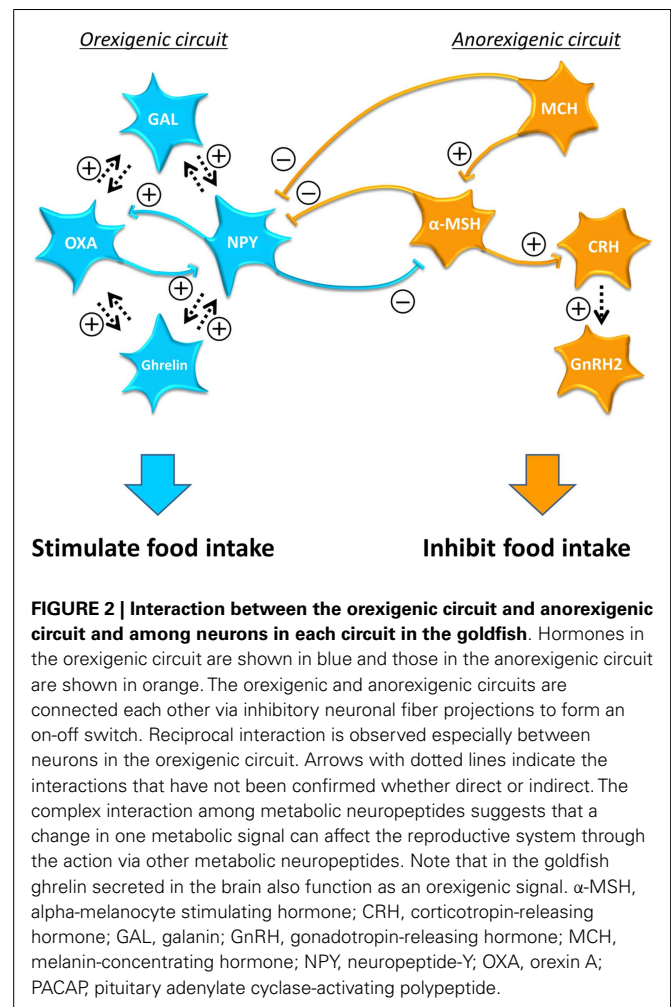 Orexigenic circuit
Anorexigenic circuit
GAL
MCH
+
+
−
+
+
−
OXA
NPY
α-MSH
+
CRH
+
−
+
+
+
Ghrelin
GnRH2
Stimulate food intake
Inhibit food intake
FIGURE 2 | Interaction between the orexigenic circuit and anorexigenic
circuit and among neurons in each circuit in the goldfish. Hormones in
the orexigenic circuit are shown in blue and those in the anorexigenic circuit
are shown in orange. The orexigenic and anorexigenic circuits are
connected each other via inhibitory neuronal fiber projections to form an
on-off switch. Reciprocal interaction is observed especially between
neurons in the orexigenic circuit. Arrows with dotted lines indicate the
interactions that have not been confirmed whether direct or indirect. The
complex interaction among metabolic neuropeptides suggests that a
change in one metabolic signal can affect the reproductive system through
the action via other metabolic neuropeptides. Note that in the goldfish
ghrelin secreted in the brain also function as an orexigenic signal. α-MSH,
alpha-melanocyte stimulating hormone; CRH, corticotropin-releasing
hormone; GAL, galanin; GnRH, gonadotropin-releasing hormone; MCH,
melanin-concentrating hormone; NPY, neuropeptide-Y; OXA, orexin A;
PACAP, pituitary adenylate cyclase-activating polypeptide.